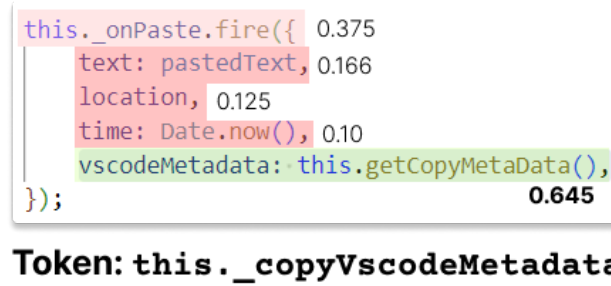 this._onPaste.fire({ 0.375
text: pastedText, 0.166
location, 0.125
time: Date.now(), 0.10
vscodeMetadata: this.getCopyMetaData(),
0.645
});
Token: this._copyVscodeMetadata